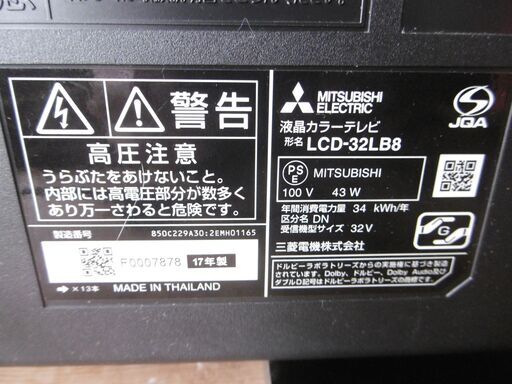 警告
高圧注意
うらぶたをあけないこと。
内部には高電圧部分が数多く
あり万一さわると危険です。
製造番号 850C229A30:2EMH01165
F0007878 17年製
→×13本 MADE IN THAILAND
MITSUBISHI
ELECTRIC
JQA
液晶カラーテレビ
形名 LCD-32LB8
PS
E
MITSUBISHI
100 V 43 W
年間消費電力量 34 kWh/年
区分名 DN
受信機型サイズ 32V
三菱電機株式会社
G
ドルビーラボラトリーズからの実施権に基づき製造
されています。Dolby、ドルビー、Dolby Audio及び
ダブルD記号はドルビーラボラトリーズの商標です。